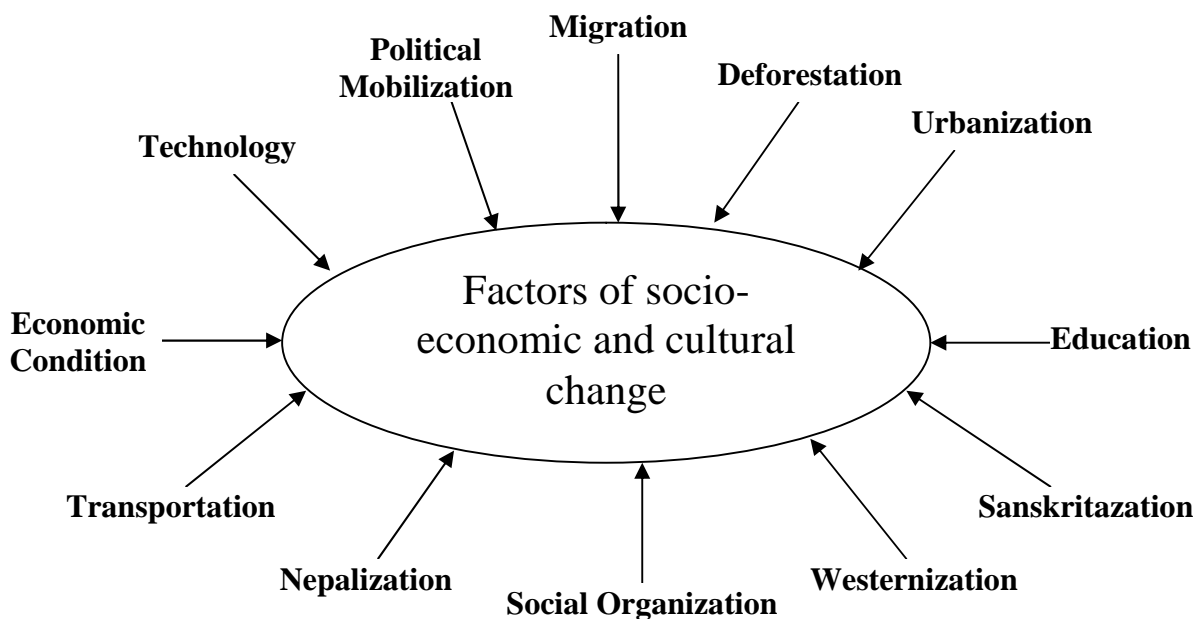 Migration
Political
Mobilization
Deforestation
Urbanization
Technology
Factors of socio-
economic and cultural
change
Economic
Condition
Education
Transportation
Sanskritazation
Nepalization
Westernization
Social Organization